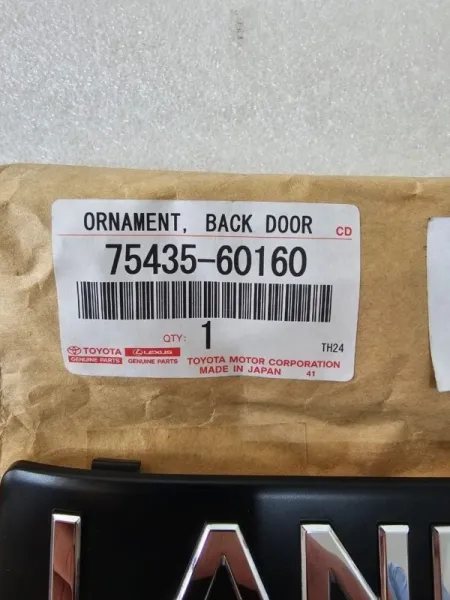 ORNAMENT, BACK DOOR CD
75435-60160
QTY: 1 TH24
TOYOTA LEXUS TOYOTA MOTOR CORPORATION
GENUINE PARTS GENUINE PARTS MADE IN JAPAN 41
LAN